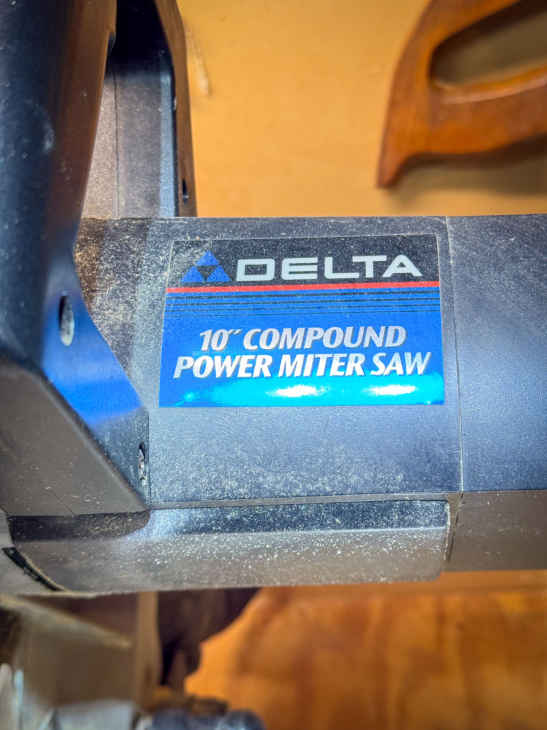 DELTA
10″ COMPOUND
POWER MITER SAW